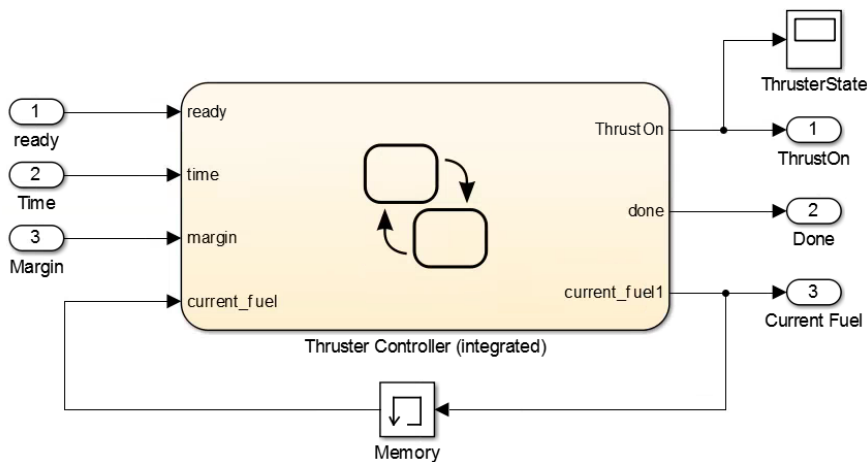 ThrusterState
1
ready
ready
ThrustOn
1
ThrustOn
2
Time
time
done
2
Done
3
Margin
margin
current_fuel
current_fuel1
3
Current Fuel
Thruster Controller (integrated)
Memory